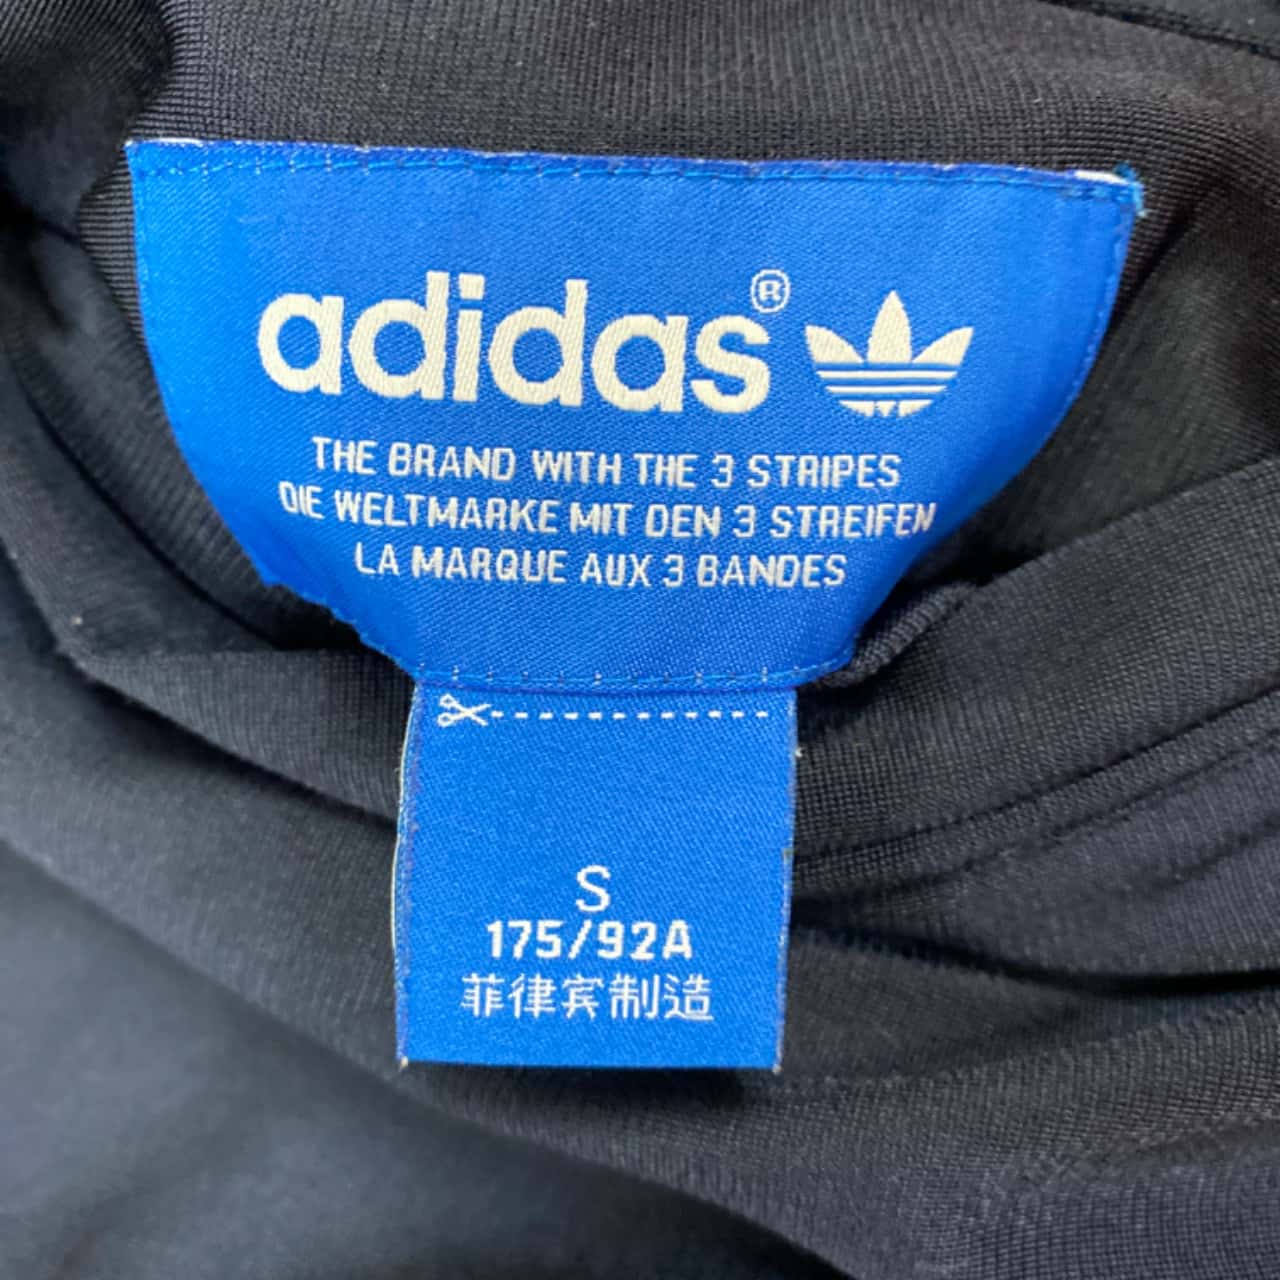 adidas®
THE BRAND WITH THE 3 STRIPES
DIE WELTMARKE MIT DEN 3 STREIFEN
LA MARQUE AUX 3 BANDES
S
175/92A
菲律宾制造